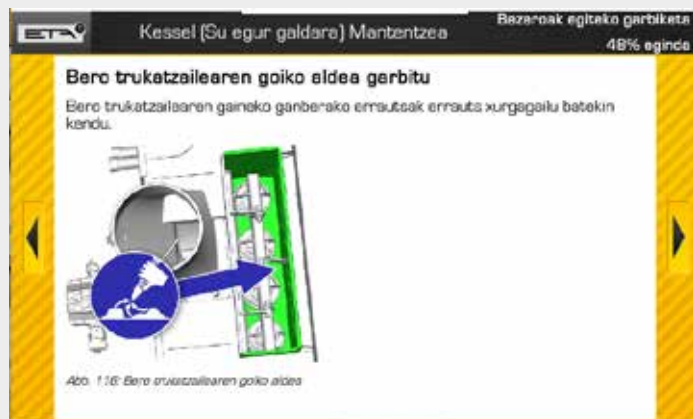 ETA
Kessel (Su egur galdara) Mantentzea
Bezeroak egiteko garbiketa
48% eginda
Bero trukatzailearen goiko aldea garbitu
Bero trukatzailearen gaineko ganberako errautsak errauts xurgagailu batekin
kendu.
Abb. 116: Bero trukatzailearen goiko aldea